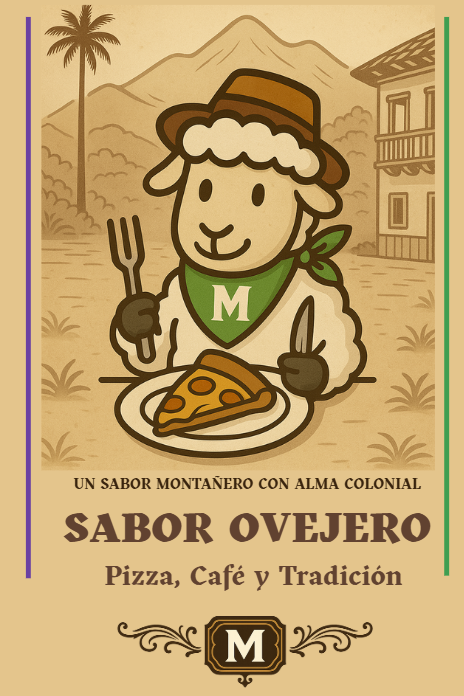 M
UN SABOR MONTAÑERO CON ALMA COLONIAL
SABOR OVEJERO
Pizza, Café y Tradición
M